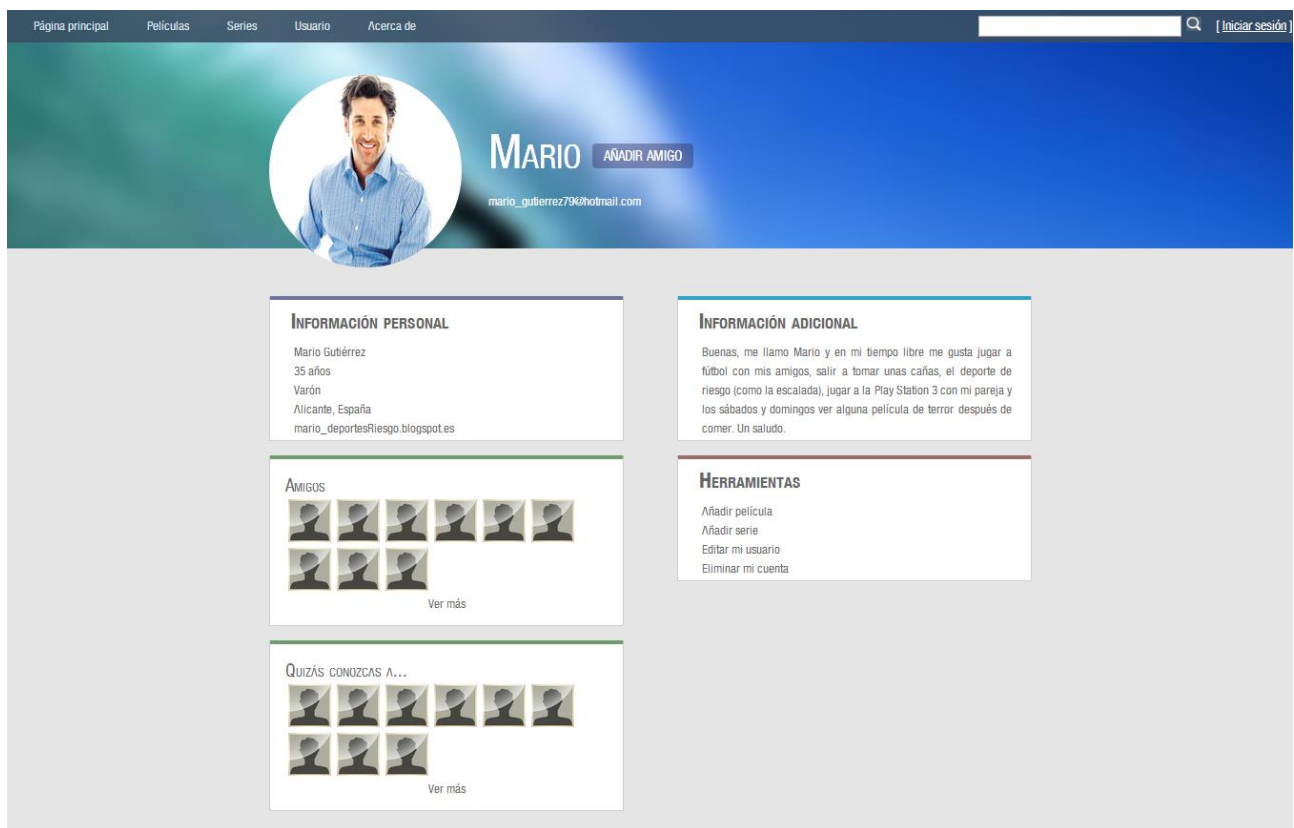 Página principal Películas Series Usuario Acerca de [ Iniciar sesión ]
MARIO AÑADIR AMIGO
mario_gutierrez79@hotmail.com
INFORMACIÓN PERSONAL
Mario Gutiérrez
35 años
Varón
Alicante, España
mario_deportesRiesgo.blogspot.es
INFORMACIÓN ADICIONAL
Buenas, me llamo Mario y en mi tiempo libre me gusta jugar a
fútbol con mis amigos, salir a tomar unas cañas, el deporte de
riesgo (como la escalada), jugar a la Play Station 3 con mi pareja y
los sábados y domingos ver alguna película de terror después de
comer. Un saludo.
AMIGOS
Ver más
HERRAMIENTAS
Añadir película
Añadir serie
Editar mi usuario
Eliminar mi cuenta
QUIZÁS CONOZCAS A...
Ver más